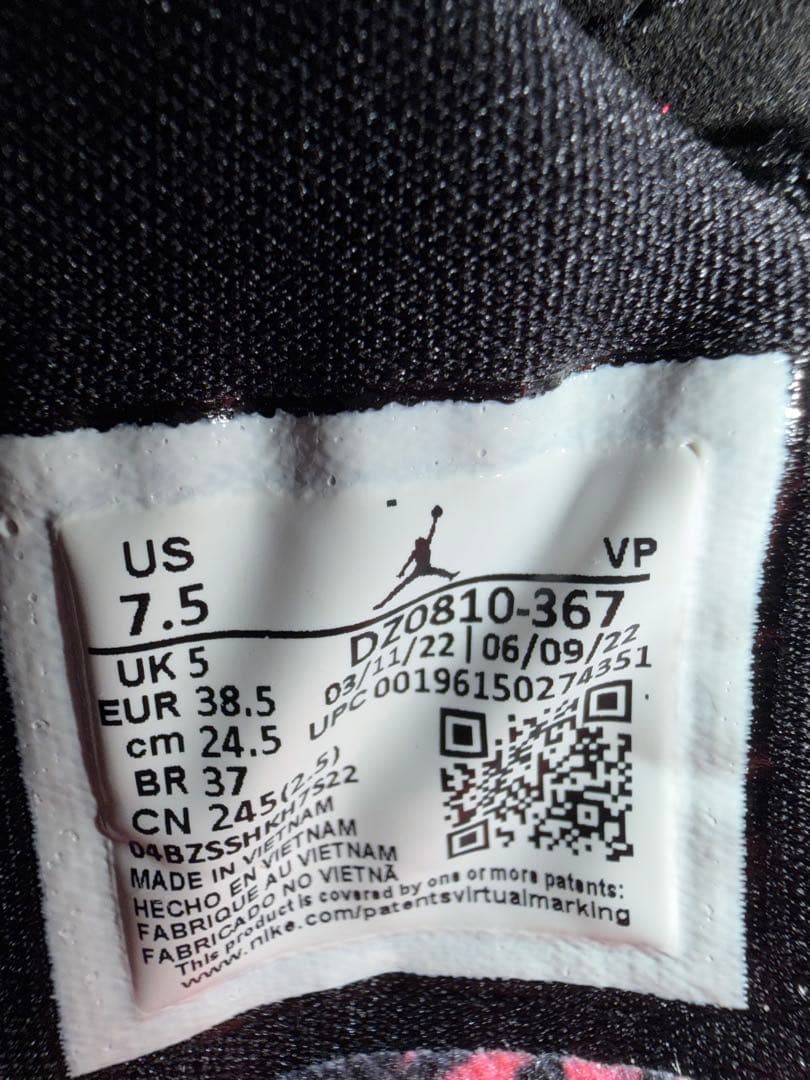 US
7.5
VP
DZ0810-367
03/11/22 | 06/09/22
UPC 00196150274351
UK 5
EUR 38.5
cm 24.5
BR 37
CN 245(2.5)
04BZSSHKH7S22
MADE IN VIETNAM
HECHO EN VIETNAM
FABRIQUE AU VIETNAM
FABRICADO NO VIETNÃ
This product is covered by one or more patents:
www.nike.com/patentsvirtualmarking